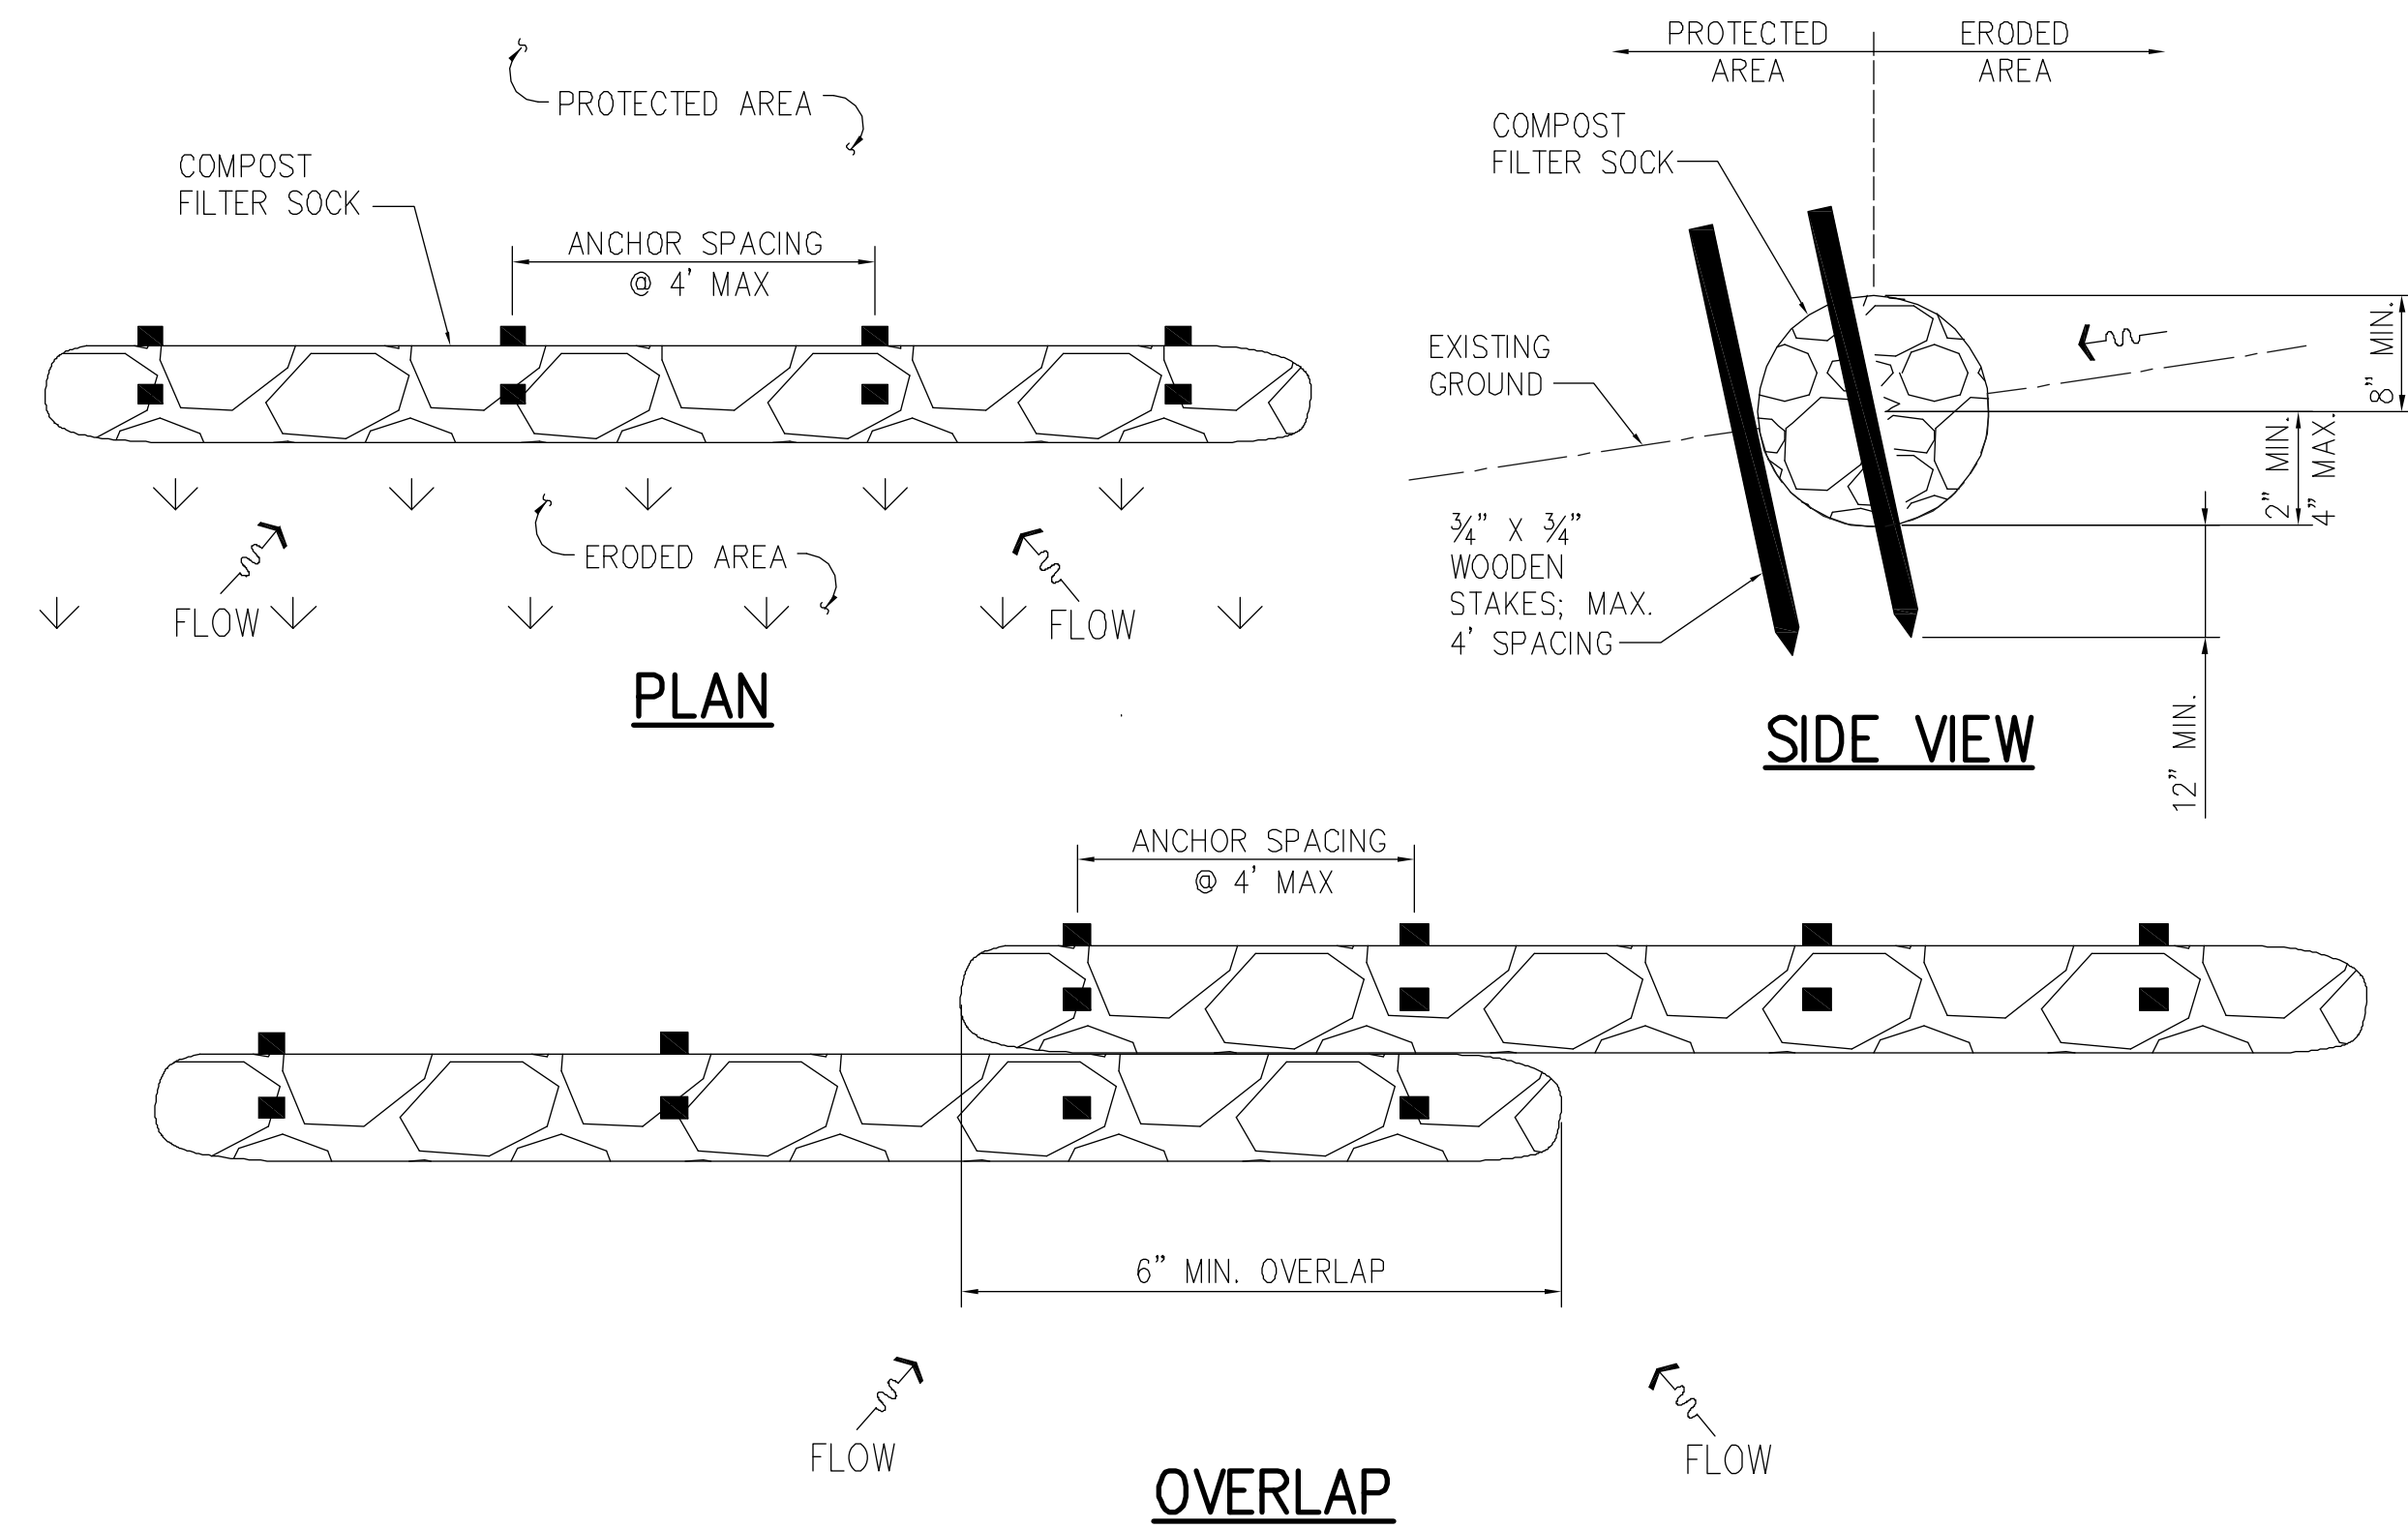 PROTECTED AREA
COMPOST
FILTER SOCK
ANCHOR SPACING
@ 4' MAX
ERODED AREA
FLOW
FLOW
PLAN
PROTECTED
AREA
ERODED
AREA
COMPOST
FILTER SOCK
EXISTING
GROUND
8" MIN.
2" MIN.
4" MAX.
¾" X ¾"
WOODEN
STAKES; MAX.
4' SPACING
12" MIN.
SIDE VIEW
ANCHOR SPACING
@ 4' MAX
6" MIN. OVERLAP
FLOW
FLOW
OVERLAP